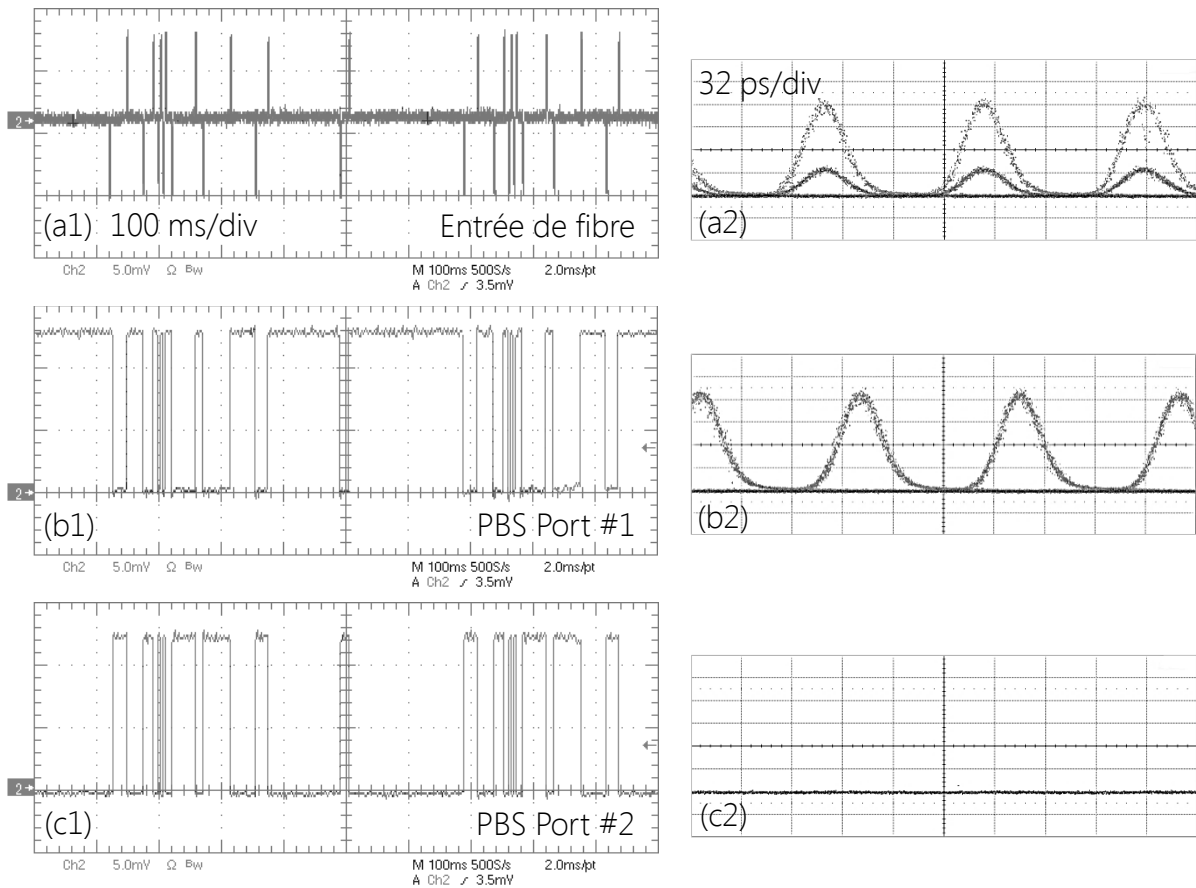 32 ps/div
2
(a1) 100 ms/div Entrée de fibre
(a2)
Ch2 5.0mV Ω Bw M 100ms 500S/s 2.0ms/pt
A Ch2 ∕ 3.5mV
2
(b1) PBS Port #1
(b2)
Ch2 5.0mV Ω Bw M 100ms 500S/s 2.0ms/pt
A Ch2 ∕ 3.5mV
2
(c1) PBS Port #2
(c2)
Ch2 5.0mV Ω Bw M 100ms 500S/s 2.0ms/pt
A Ch2 ∕ 3.5mV